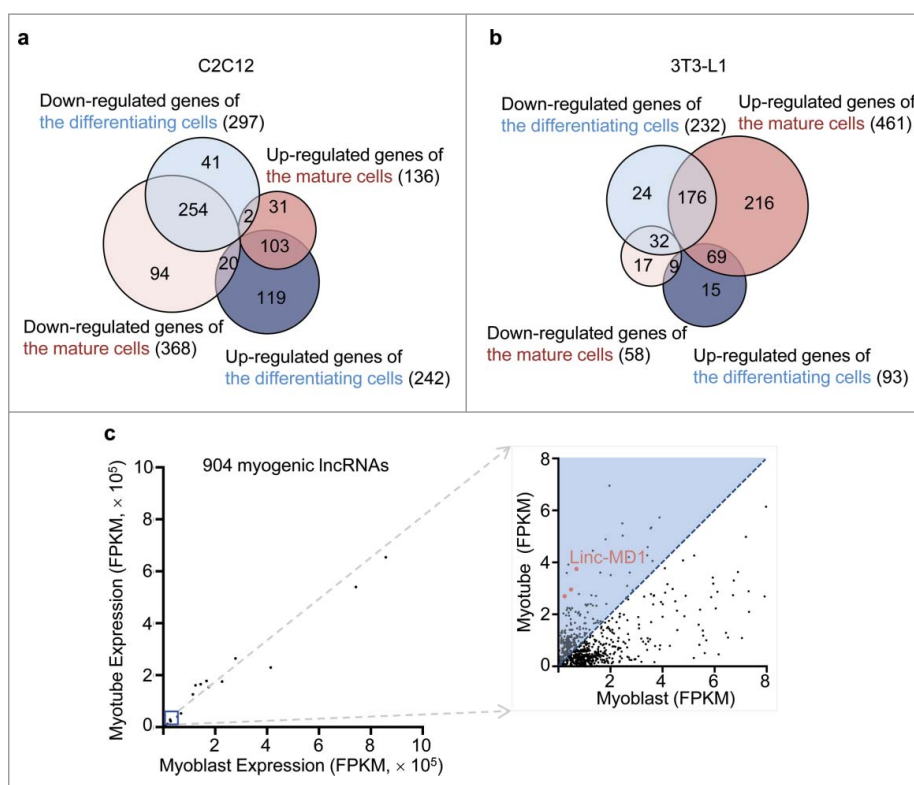 a
C2C12
Down-regulated genes of
the differentiating cells (297)
Up-regulated genes of
the mature cells (136)
41
254
2
31
103
20
94
119
Down-regulated genes of
the mature cells (368)
Up-regulated genes of
the differentiating cells (242)
b
3T3-L1
Down-regulated genes of
the differentiating cells (232)
Up-regulated genes of
the mature cells (461)
24
176
216
32
17
9
69
15
Down-regulated genes of
the mature cells (58)
Up-regulated genes of
the differentiating cells (93)
c
904 myogenic lncRNAs
Myotube Expression (FPKM, × 10⁵)
10
8
6
4
2
0
2 4 6 8 10
Myoblast Expression (FPKM, × 10⁵)
Myotube (FPKM)
8
6
4
2
0
Linc-MD1
2 4 6 8
Myoblast (FPKM)